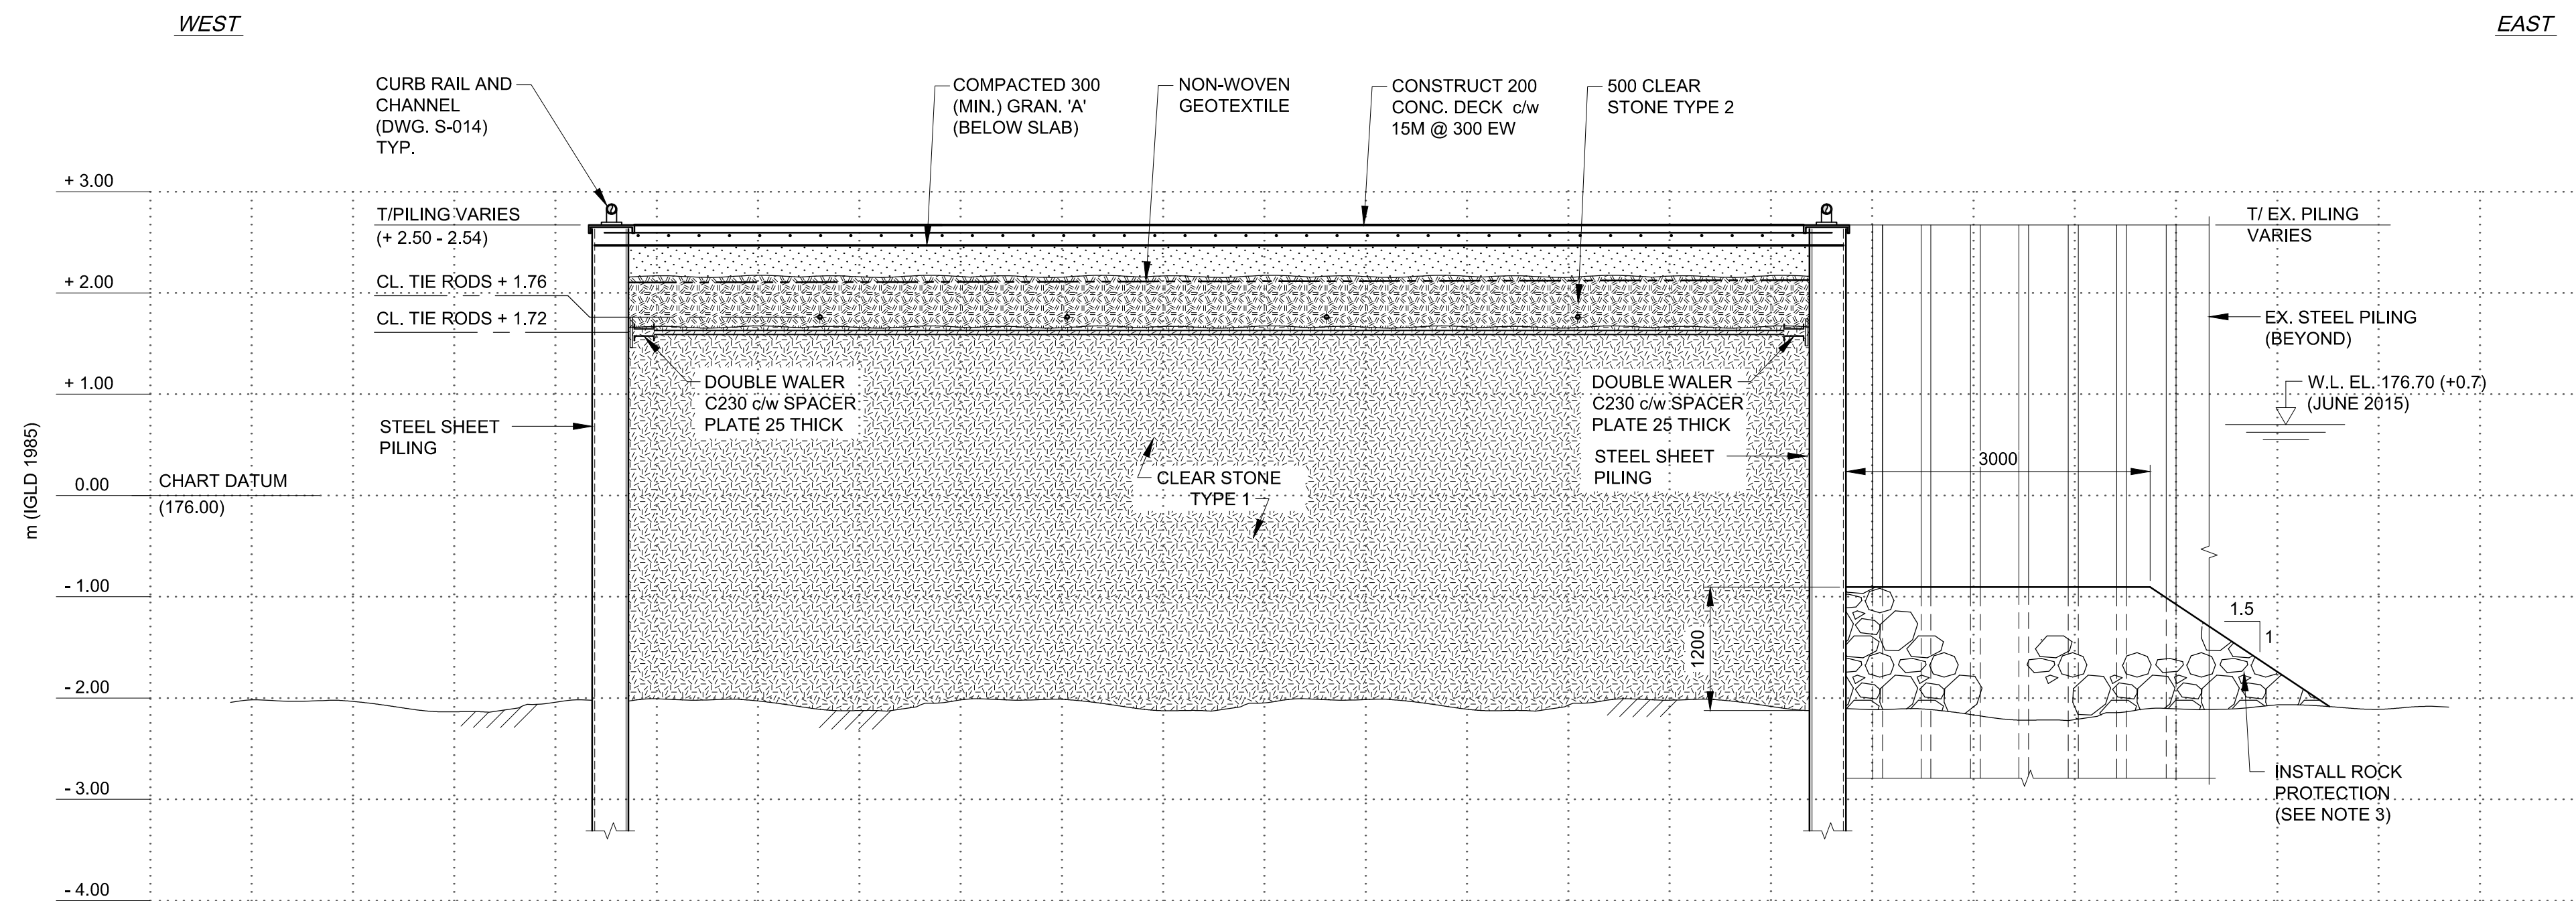 WEST
EAST
CURB RAIL AND
CHANNEL
(DWG. S-014)
TYP.
COMPACTED 300
(MIN.) GRAN. 'A'
(BELOW SLAB)
NON-WOVEN
GEOTEXTILE
CONSTRUCT 200
CONC. DECK c/w
15M @ 300 EW
500 CLEAR
STONE TYPE 2
+ 3.00
T/PILING VARIES
(+ 2.50 - 2.54)
T/ EX. PILING
VARIES
+ 2.00
CL. TIE RODS + 1.76
CL. TIE RODS + 1.72
EX. STEEL PILING
(BEYOND)
+ 1.00
DOUBLE WALER
C230 c/w SPACER
PLATE 25 THICK
DOUBLE WALER
C230 c/w SPACER
PLATE 25 THICK
W.L. EL. 176.70 (+0.7)
(JUNE 2015)
STEEL SHEET
PILING
STEEL SHEET
PILING
3000
m (IGLD 1985)
0.00
CHART DATUM
(176.00)
CLEAR STONE
TYPE 1
- 1.00
1.5
1
1200
- 2.00
- 3.00
INSTALL ROCK
PROTECTION
(SEE NOTE 3)
- 4.00